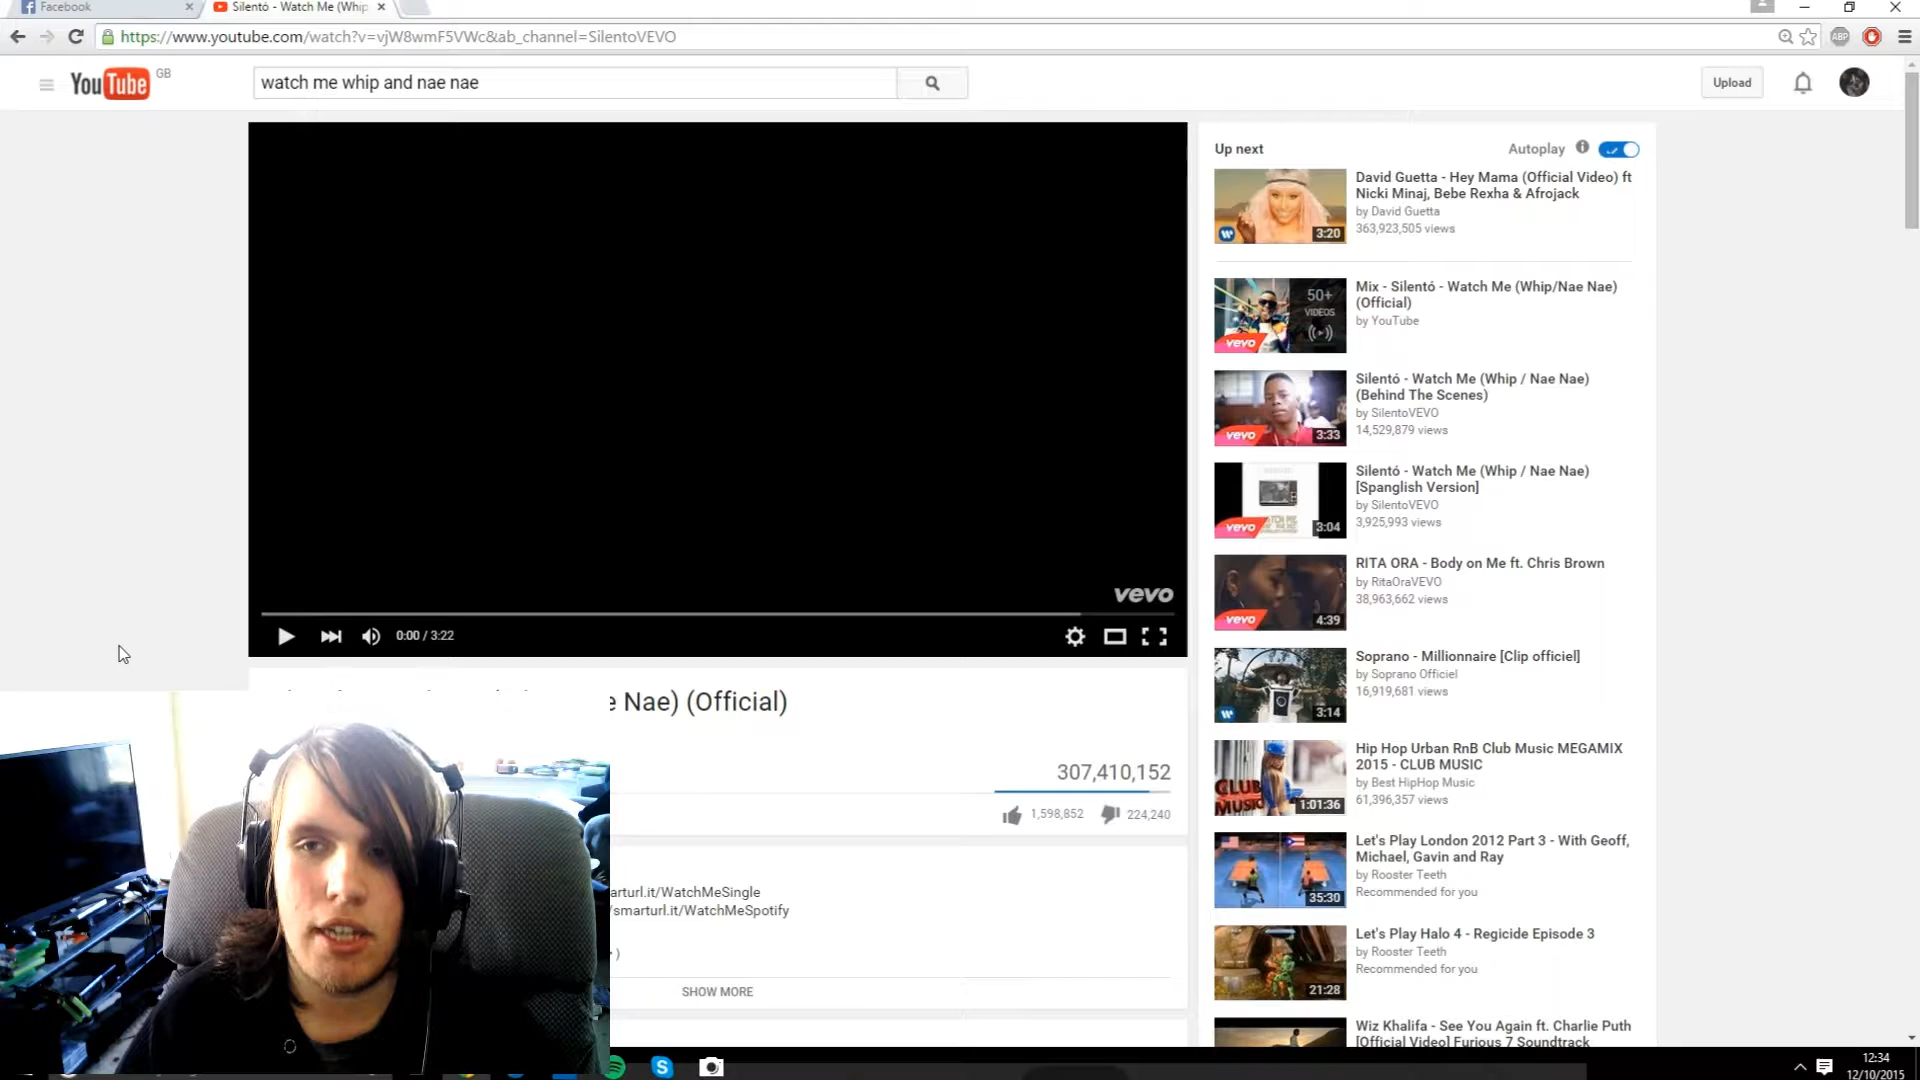 Facebook
Silentó - Watch Me (Whip
https://www.youtube.com/watch?v=vjW8wmF5VWc&ab_channel=SilentoVEVO
ABP
YouTube GB
watch me whip and nae nae
Upload
vevo
0:00 / 3:22
e Nae) (Official)
307,410,152
1,598,852
224,240
arturl.it/WatchMeSingle
/smarturl.it/WatchMeSpotify
SHOW MORE
Up next
Autoplay
David Guetta - Hey Mama (Official Video) ft
Nicki Minaj, Bebe Rexha & Afrojack
by David Guetta
363,923,505 views
3:20
Mix - Silentó - Watch Me (Whip/Nae Nae)
(Official)
by YouTube
50+
VIDEOS
vevo
Silentó - Watch Me (Whip / Nae Nae)
(Behind The Scenes)
by SilentoVEVO
14,529,879 views
vevo
3:33
Silentó - Watch Me (Whip / Nae Nae)
[Spanglish Version]
by SilentoVEVO
3,925,993 views
vevo
3:04
RITA ORA - Body on Me ft. Chris Brown
by RitaOraVEVO
38,963,662 views
vevo
4:39
Soprano - Millionnaire [Clip officiel]
by Soprano Officiel
16,919,681 views
3:14
Hip Hop Urban RnB Club Music MEGAMIX
2015 - CLUB MUSIC
by Best HipHop Music
61,396,357 views
CLUB
MUSIC
1:01:36
Let's Play London 2012 Part 3 - With Geoff,
Michael, Gavin and Ray
by Rooster Teeth
Recommended for you
35:30
Let's Play Halo 4 - Regicide Episode 3
by Rooster Teeth
Recommended for you
21:28
Wiz Khalifa - See You Again ft. Charlie Puth
[Official Video] Furious 7 Soundtrack
12:34
12/10/2015